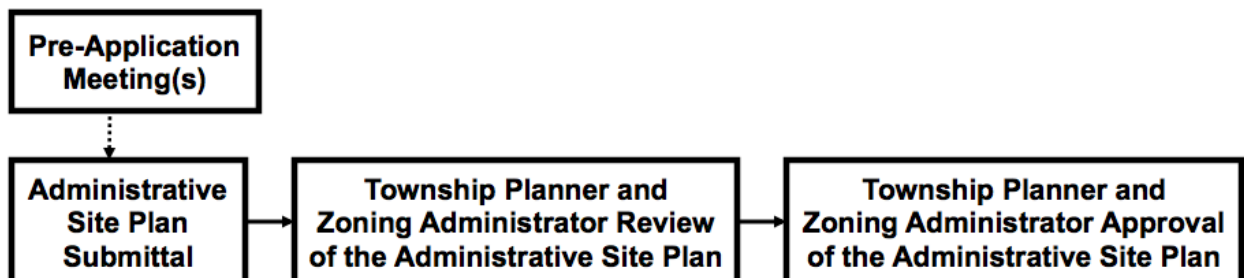 Pre-Application
Meeting(s)
Administrative
Site Plan
Submittal
Township Planner and
Zoning Administrator Review
of the Administrative Site Plan
Township Planner and
Zoning Administrator Approval
of the Administrative Site Plan